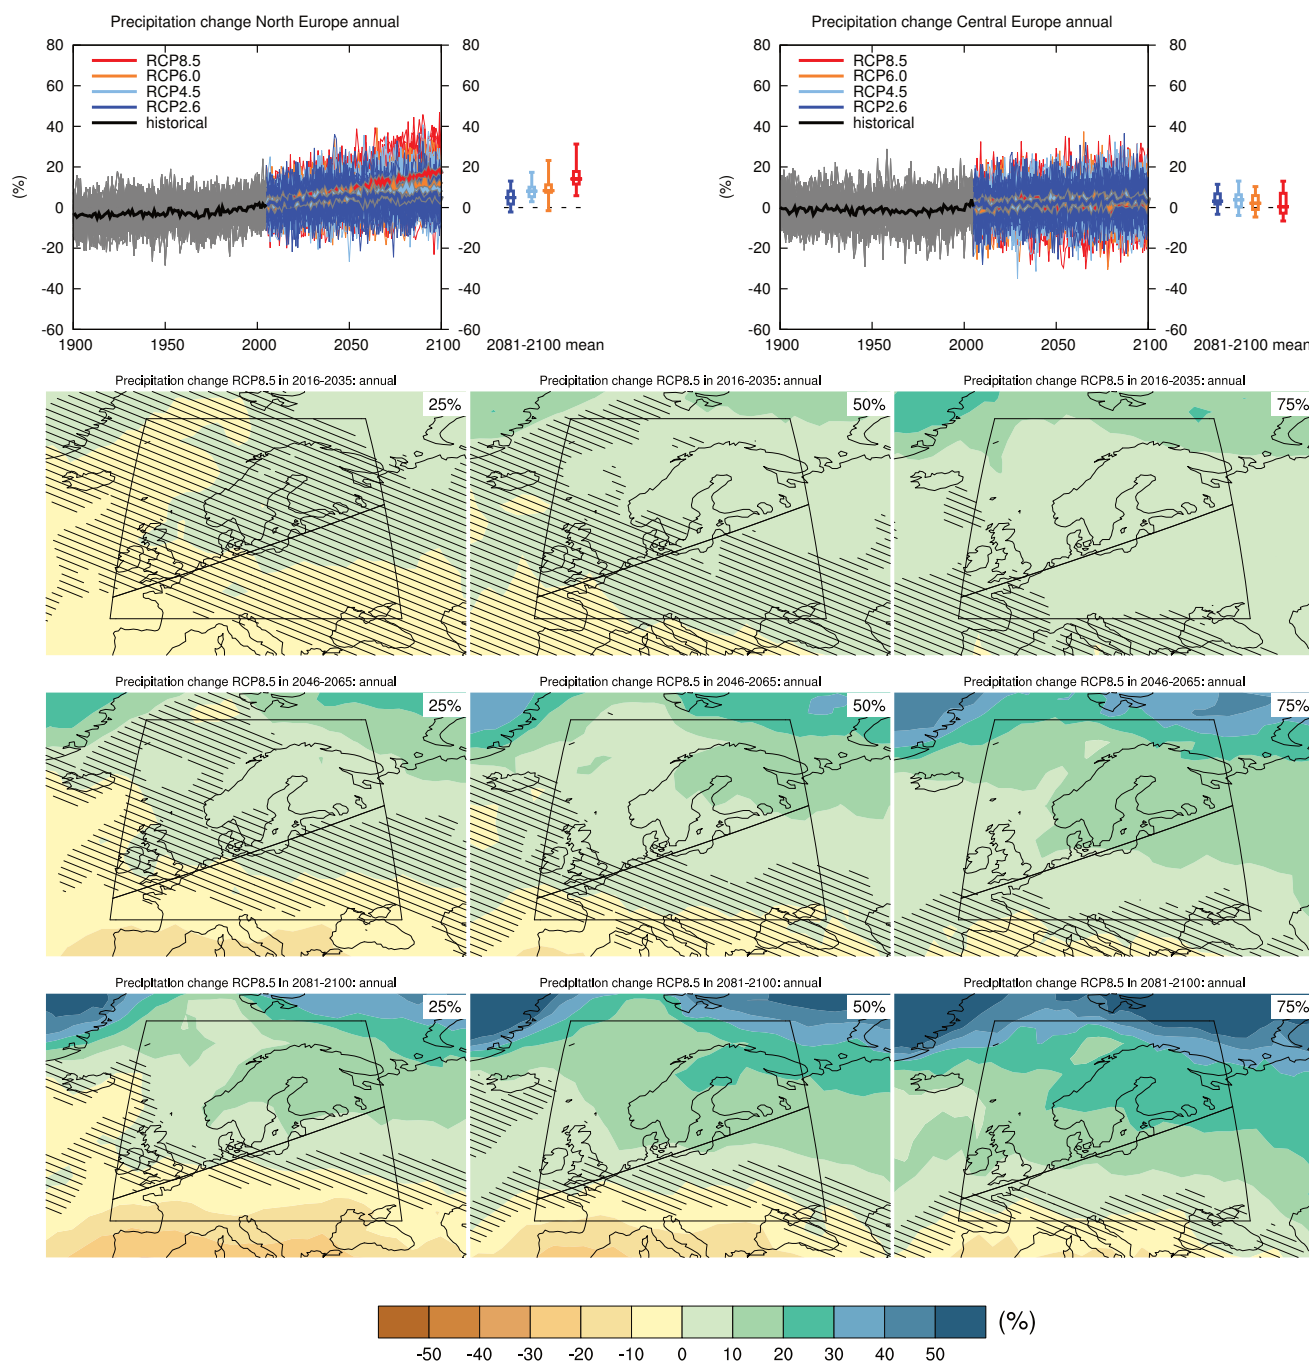 Precipitation change North Europe annual
80
60
40
20
0
-20
-40
-60
(%)
RCP8.5
RCP6.0
RCP4.5
RCP2.6
historical
1900 1950 2000 2050 2100
80
60
40
20
0
-20
-40
-60
2081-2100 mean
Precipitation change Central Europe annual
80
60
40
20
0
-20
-40
-60
(%)
RCP8.5
RCP6.0
RCP4.5
RCP2.6
historical
1900 1950 2000 2050 2100
80
60
40
20
0
-20
-40
-60
2081-2100 mean
Precipitation change RCP8.5 in 2016-2035: annual
25%
Precipitation change RCP8.5 in 2016-2035: annual
50%
Precipitation change RCP8.5 in 2016-2035: annual
75%
Precipitation change RCP8.5 in 2046-2065: annual
25%
Precipitation change RCP8.5 in 2046-2065: annual
50%
Precipitation change RCP8.5 in 2046-2065: annual
75%
Precipitation change RCP8.5 in 2081-2100: annual
25%
Precipitation change RCP8.5 in 2081-2100: annual
50%
Precipitation change RCP8.5 in 2081-2100: annual
75%
(%)
-50 -40 -30 -20 -10 0 10 20 30 40 50